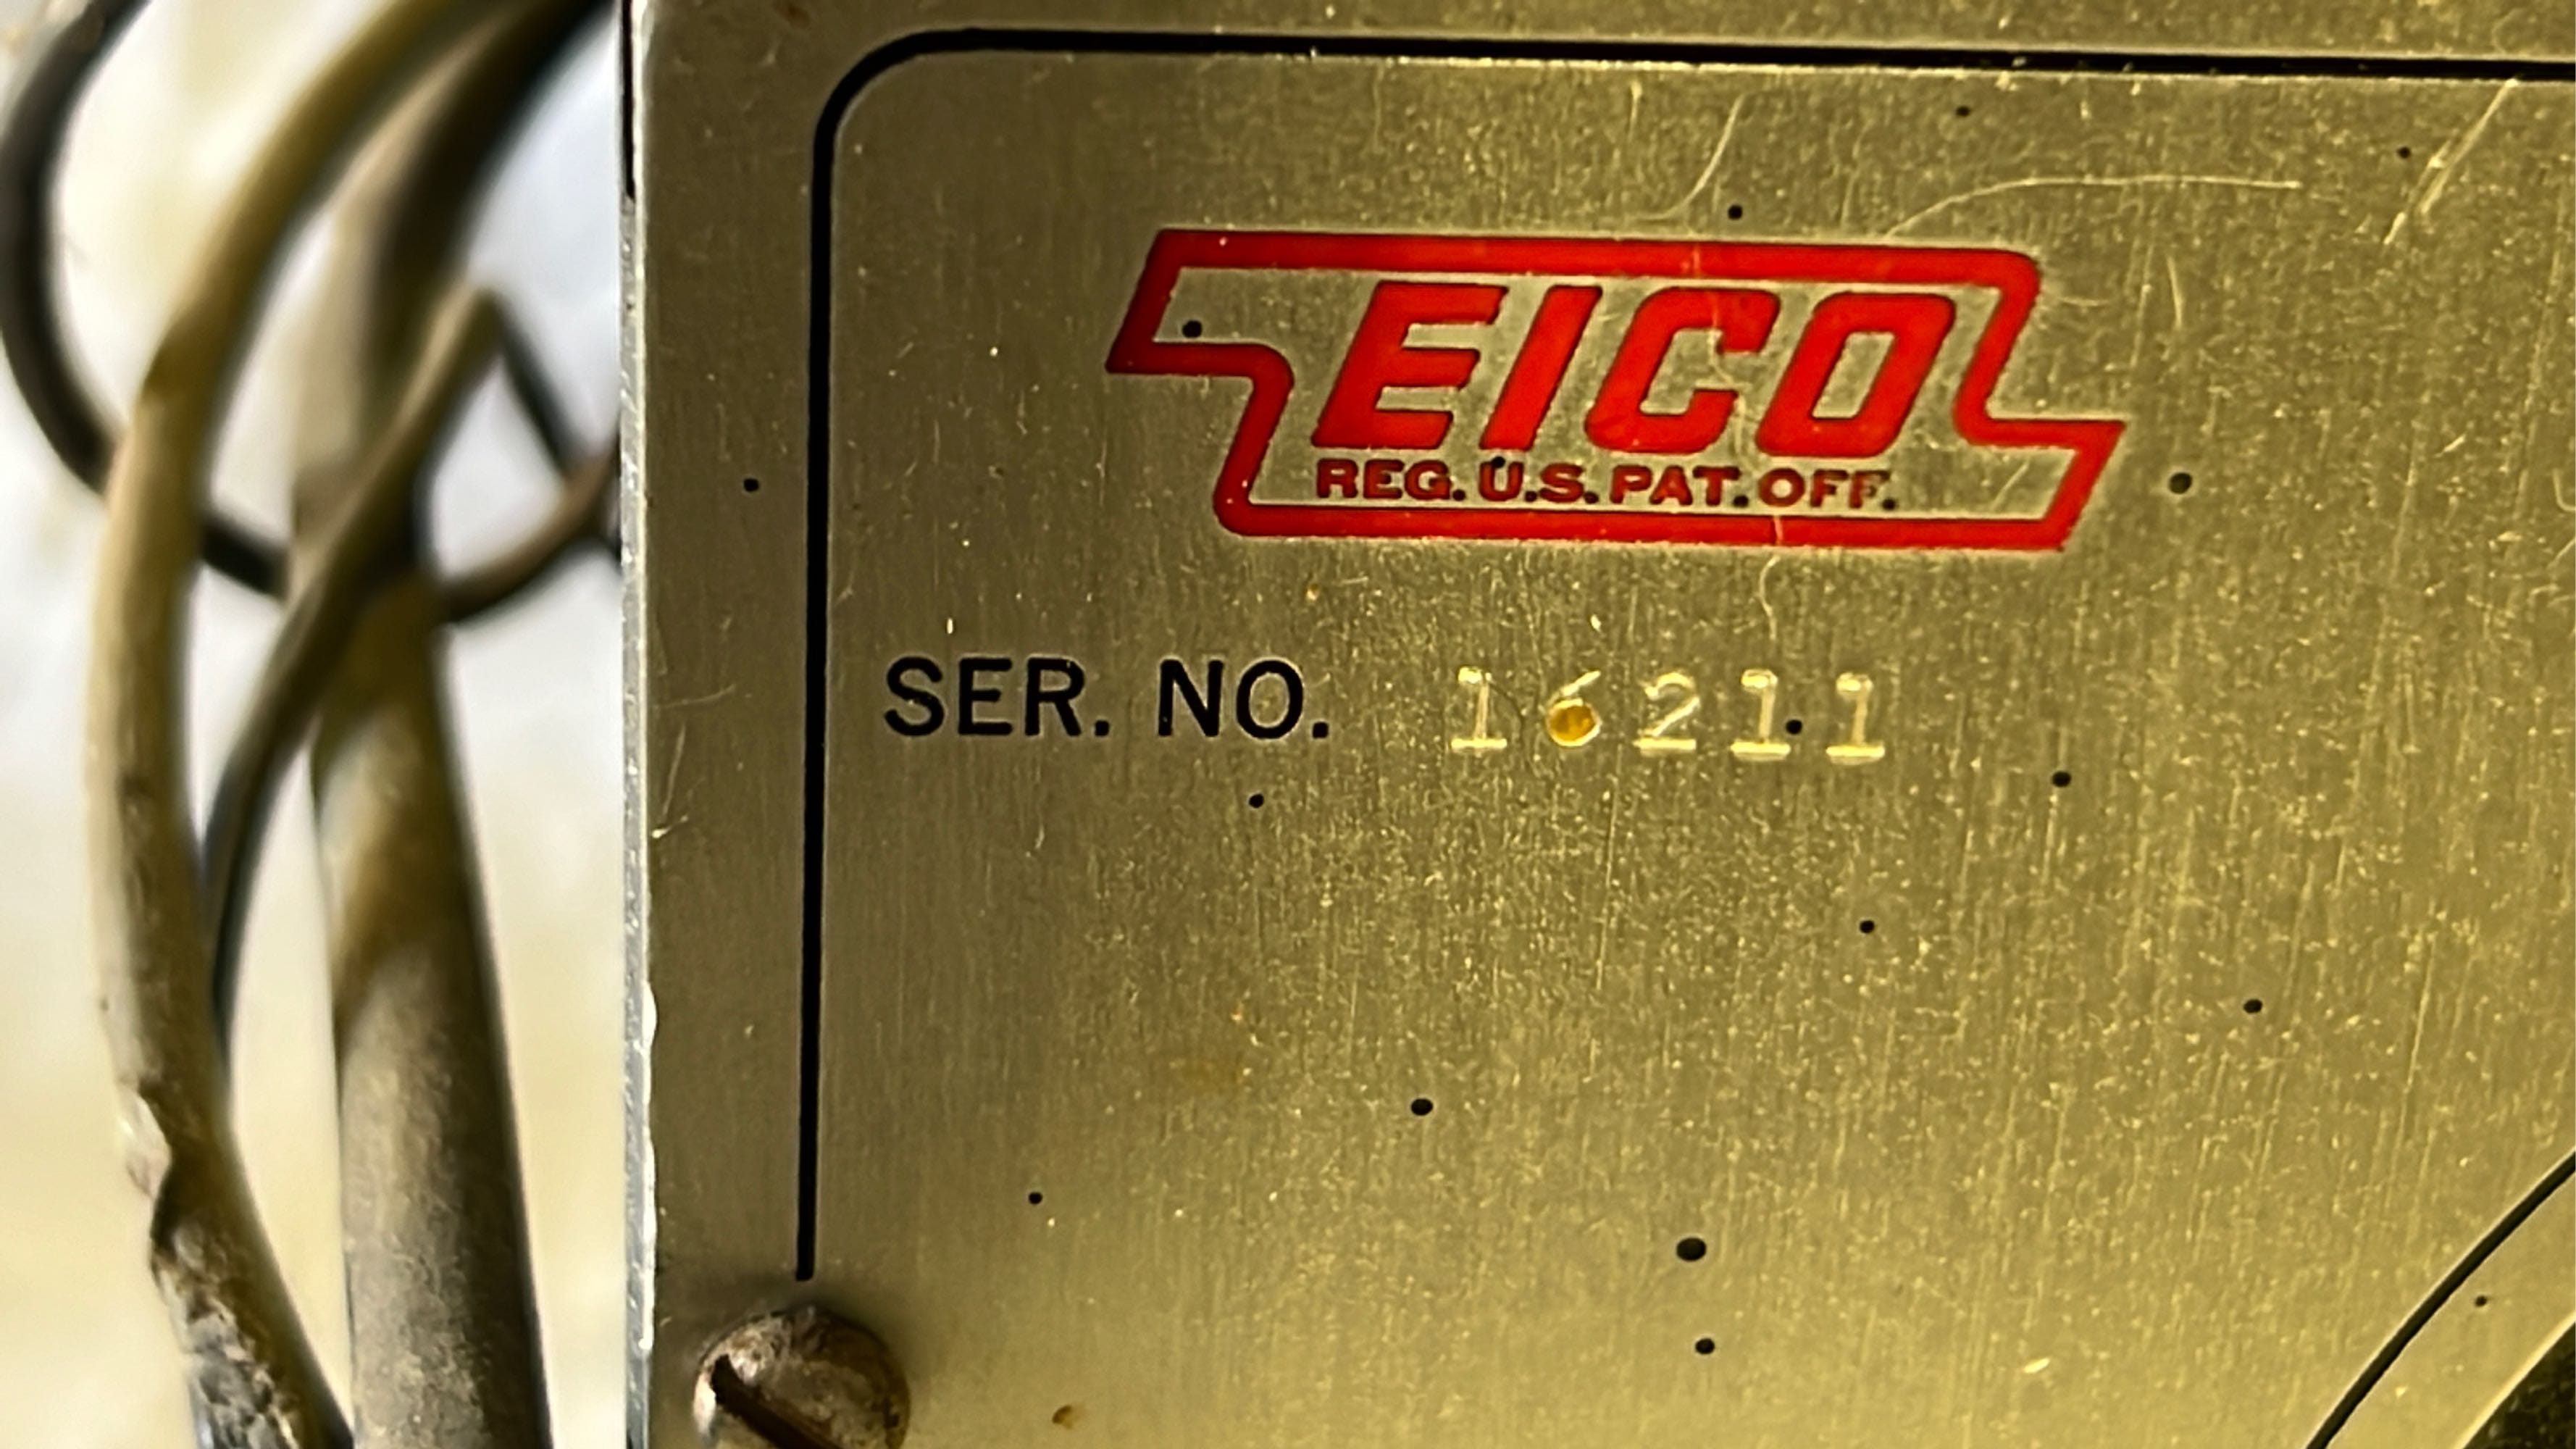 EICO
REG. U.S. PAT. OFF.
SER. NO. 16211